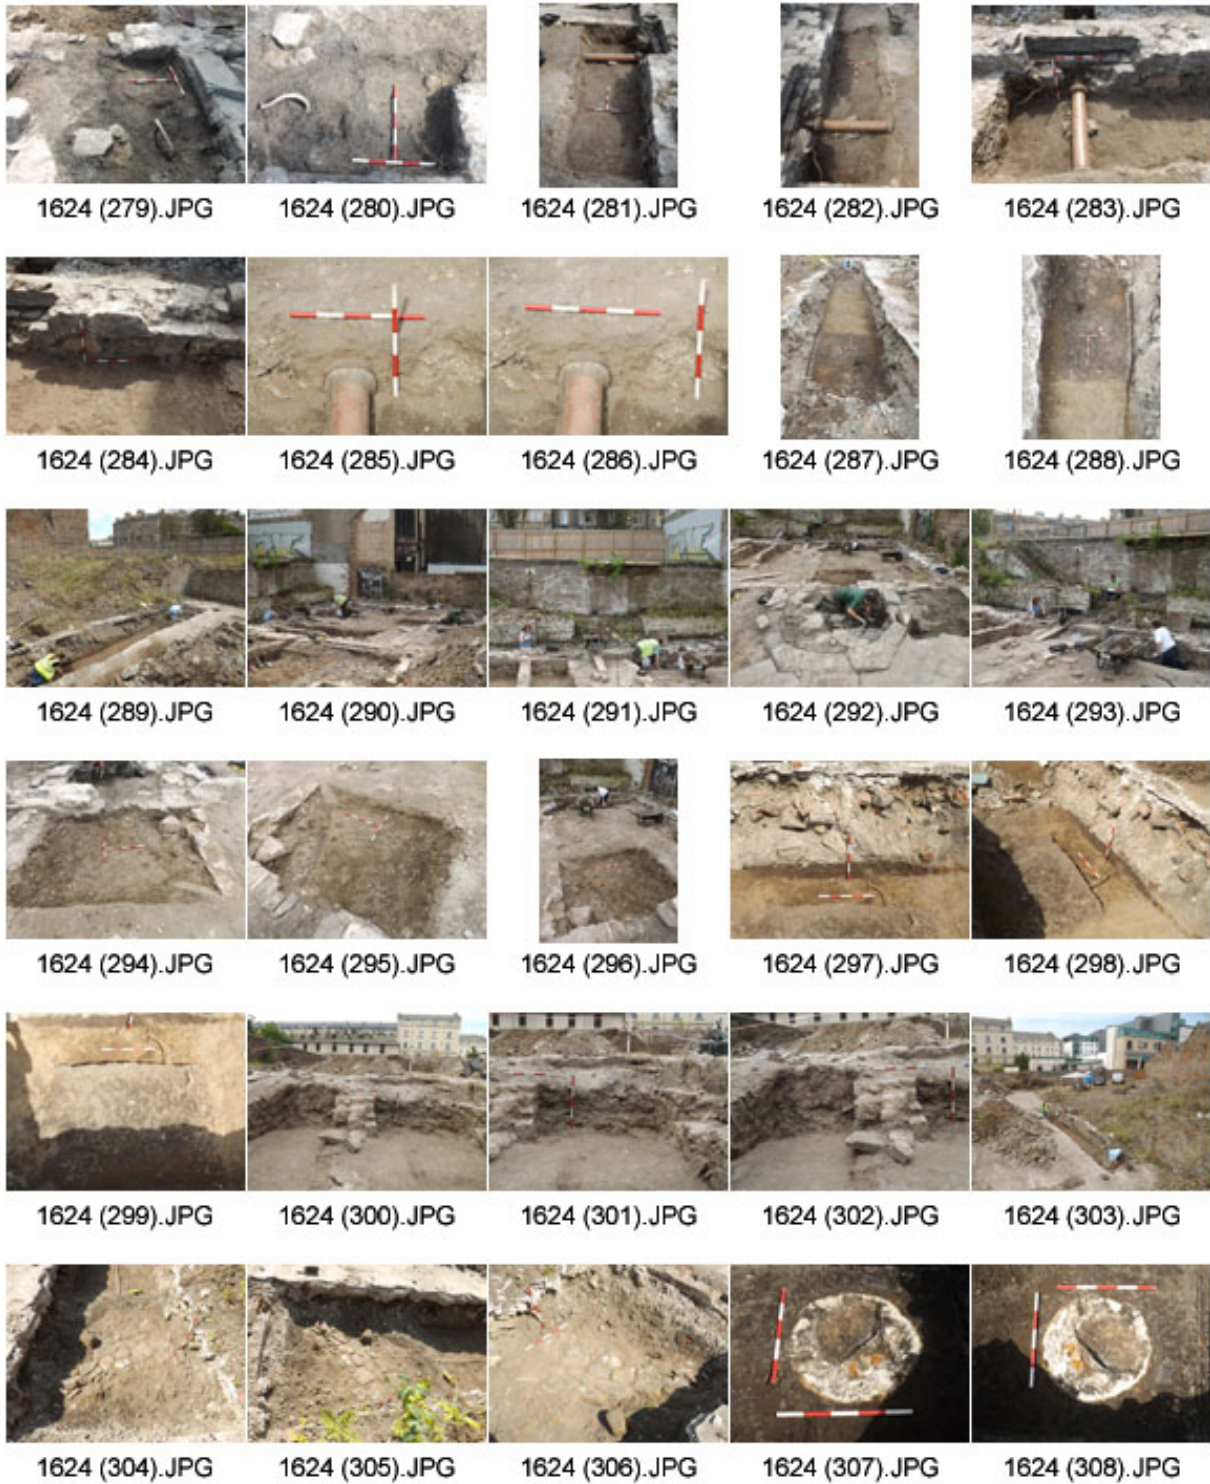 1624 (279).JPG 1624 (280).JPG 1624 (281).JPG 1624 (282).JPG 1624 (283).JPG
1624 (284).JPG 1624 (285).JPG 1624 (286).JPG 1624 (287).JPG 1624 (288).JPG
1624 (289).JPG 1624 (290).JPG 1624 (291).JPG 1624 (292).JPG 1624 (293).JPG
1624 (294).JPG 1624 (295).JPG 1624 (296).JPG 1624 (297).JPG 1624 (298).JPG
1624 (299).JPG 1624 (300).JPG 1624 (301).JPG 1624 (302).JPG 1624 (303).JPG
1624 (304).JPG 1624 (305).JPG 1624 (306).JPG 1624 (307).JPG 1624 (308).JPG